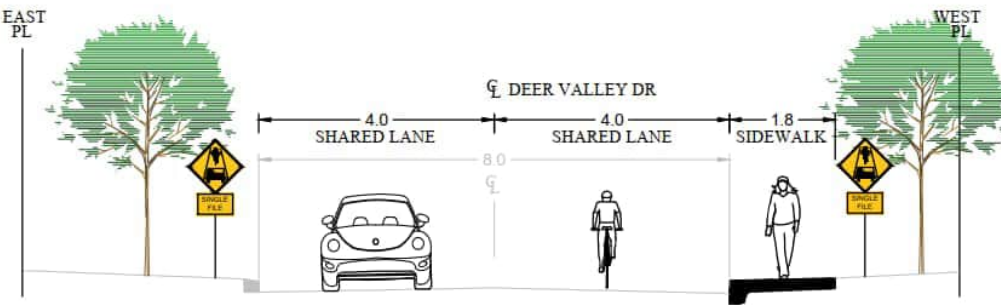 EAST
PL
WEST
PL
℄ DEER VALLEY DR
4.0
4.0
1.8
SHARED LANE
SHARED LANE
SIDEWALK
8.0
℄
SINGLE
FILE
SINGLE
FILE